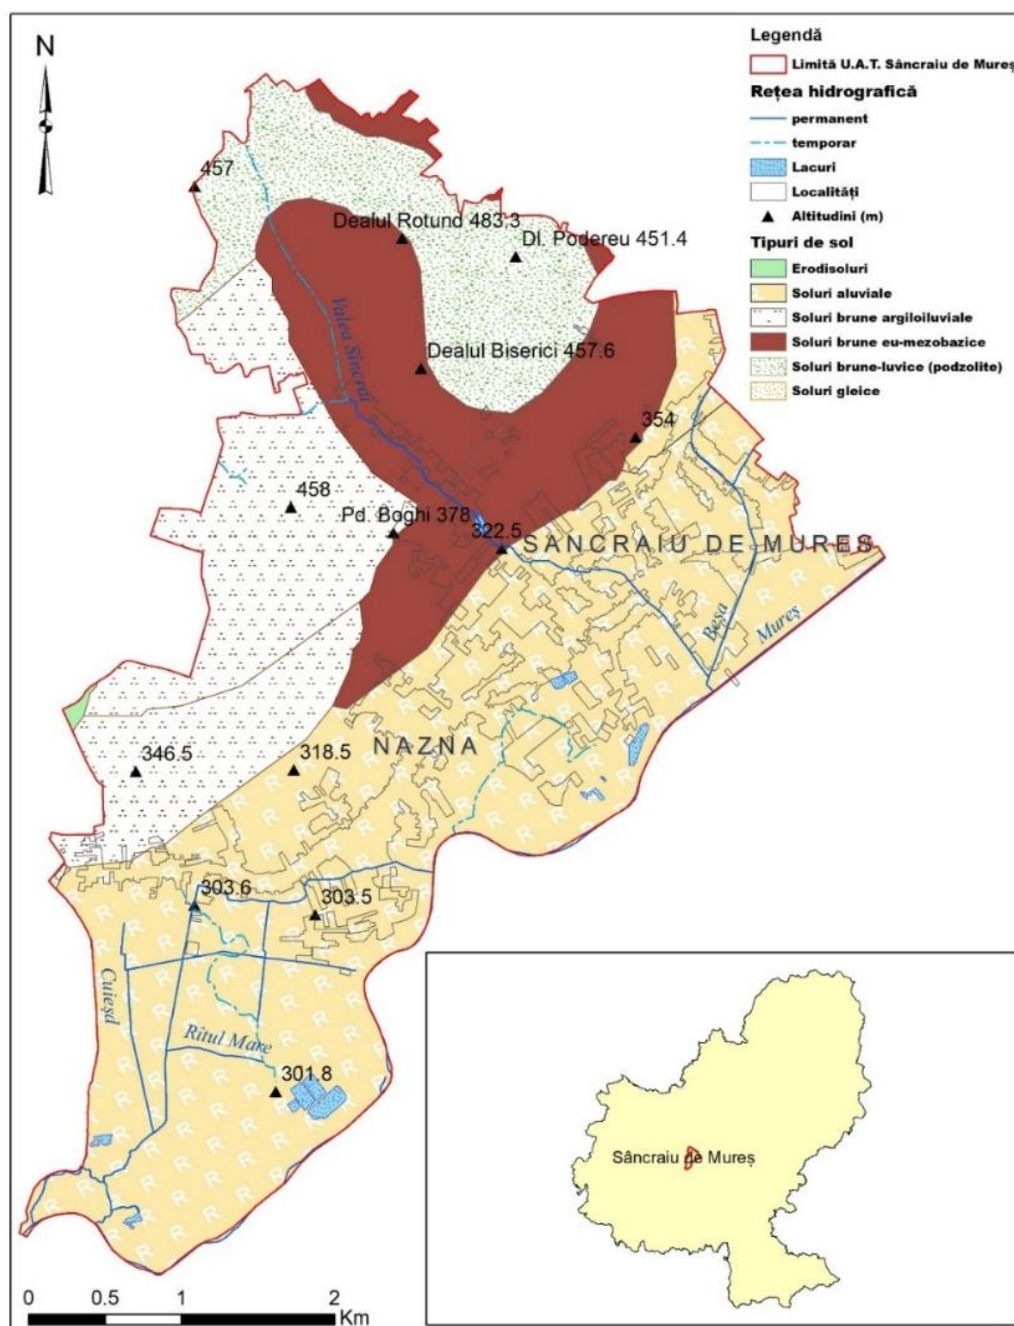 N
Legendă
Limită U.A.T. Sâncraiu de Mureș
Rețea hidrografică
permanent
temporar
Lacuri
Localități
Altitudini (m)
Tipuri de sol
Erodisoluri
Soluri aluviale
Soluri brune argiloiluviale
Soluri brune eu-mezobazice
Soluri brune-luvice (podzolite)
Soluri gleice
457
Dealul Rotund 483.3
Dl. Podereu 451.4
Valea Sîncrai
Dealul Biserici 457.6
354
458
Pd. Boghi 378
322.5
SANCRAIU DE MURES
Beșa
Mureș
NAZNA
346.5
318.5
303.6
303.5
Cuieșd
Rîtul Mare
301.8
Sâncraiu de Mureș
0 0.5 1 2
Km